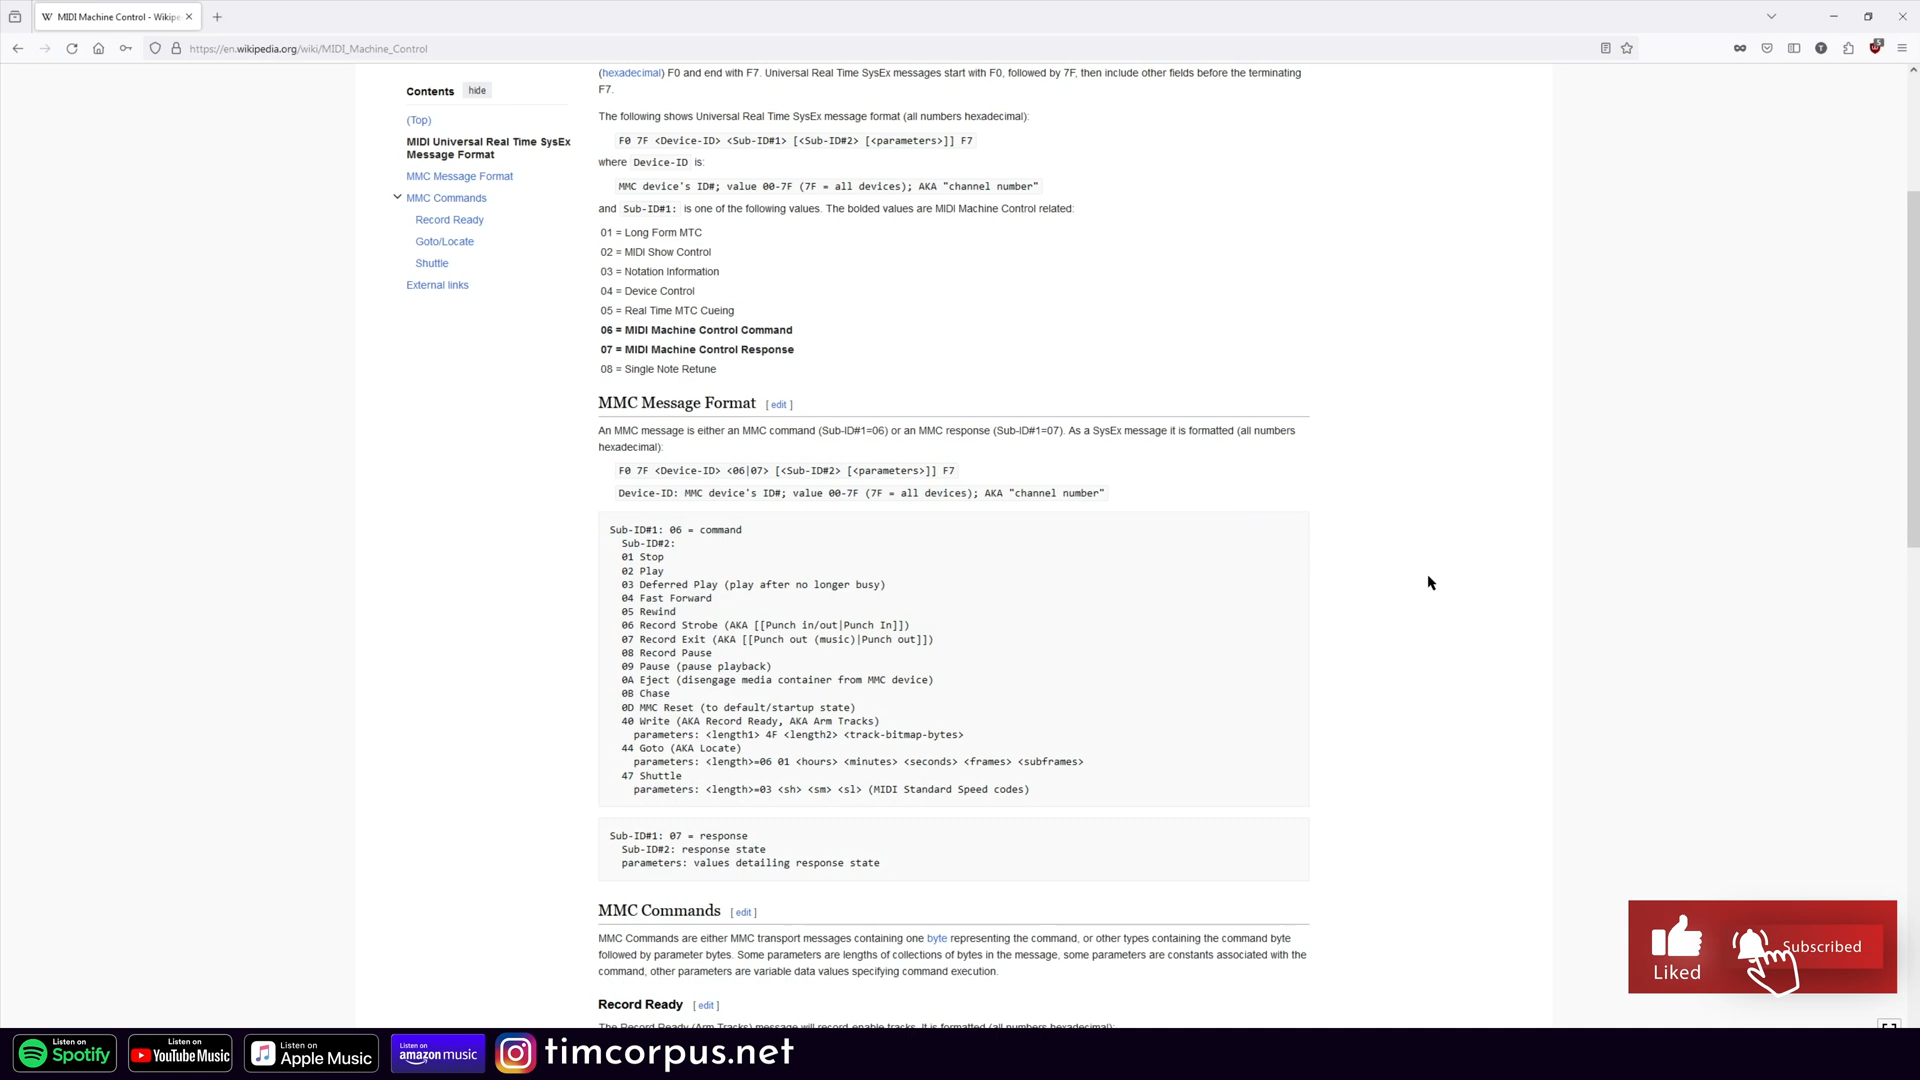 MIDI Machine Control - Wikipe
https://en.wikipedia.org/wiki/MIDI_Machine_Control
5
Contents hide
(Top)
MIDI Universal Real Time SysEx
Message Format
MMC Message Format
MMC Commands
Record Ready
Goto/Locate
Shuttle
External links
(hexadecimal) F0 and end with F7. Universal Real Time SysEx messages start with F0, followed by 7F, then include other fields before the terminating
F7.
The following shows Universal Real Time SysEx message format (all numbers hexadecimal):
F0 7F <Device-ID> <Sub-ID#1> [<Sub-ID#2> [<parameters>]] F7
where Device-ID is:
MMC device's ID#; value 00-7F (7F = all devices); AKA "channel number"
and Sub-ID#1: is one of the following values. The bolded values are MIDI Machine Control related:
01 = Long Form MTC
02 = MIDI Show Control
03 = Notation Information
04 = Device Control
05 = Real Time MTC Cueing
06 = MIDI Machine Control Command
07 = MIDI Machine Control Response
08 = Single Note Retune
MMC Message Format [ edit ]
An MMC message is either an MMC command (Sub-ID#1=06) or an MMC response (Sub-ID#1=07). As a SysEx message it is formatted (all numbers
hexadecimal):
F0 7F <Device-ID> <06|07> [<Sub-ID#2> [<parameters>]] F7
Device-ID: MMC device's ID#; value 00-7F (7F = all devices); AKA "channel number"
Sub-ID#1: 06 = command
Sub-ID#2:
01 Stop
02 Play
03 Deferred Play (play after no longer busy)
04 Fast Forward
05 Rewind
06 Record Strobe (AKA [[Punch in/out|Punch In]])
07 Record Exit (AKA [[Punch out (music)|Punch out]])
08 Record Pause
09 Pause (pause playback)
0A Eject (disengage media container from MMC device)
0B Chase
0D MMC Reset (to default/startup state)
40 Write (AKA Record Ready, AKA Arm Tracks)
parameters: <length1> 4F <length2> <track-bitmap-bytes>
44 Goto (AKA Locate)
parameters: <length>=06 01 <hours> <minutes> <seconds> <frames> <subframes>
47 Shuttle
parameters: <length>=03 <sh> <sm> <sl> (MIDI Standard Speed codes)
Sub-ID#1: 07 = response
Sub-ID#2: response state
parameters: values detailing response state
MMC Commands [ edit ]
MMC Commands are either MMC transport messages containing one byte representing the command, or other types containing the command byte
followed by parameter bytes. Some parameters are lengths of collections of bytes in the message, some parameters are constants associated with the
command, other parameters are variable data values specifying command execution.
Record Ready [ edit ]
The Record Ready (Arm Tracks) message will record-enable tracks. It is formatted (all numbers hexadecimal):
Liked
Subscribed
Listen on Spotify
Listen on YouTube Music
Listen on Apple Music
Listen on amazon music
timcorpus.net